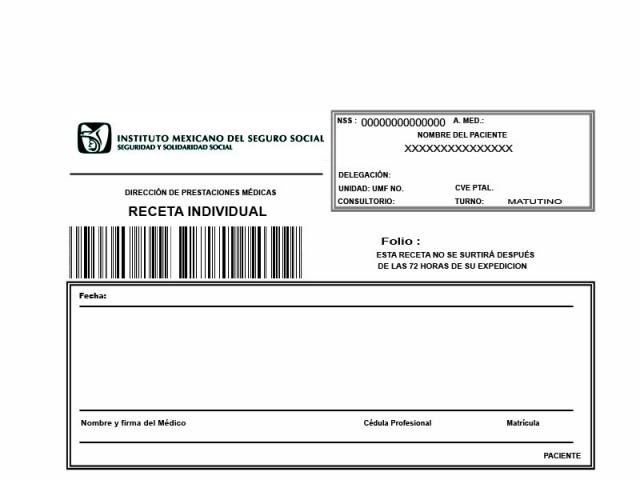 INSTITUTO MEXICANO DEL SEGURO SOCIAL
SEGURIDAD Y SOLIDARIDAD SOCIAL
NSS : 00000000000000 A. MED.:
NOMBRE DEL PACIENTE
XXXXXXXXXXXXXXXX
DELEGACIÓN:
UNIDAD: UMF NO. CVE PTAL.
CONSULTORIO: TURNO: MATUTINO
DIRECCIÓN DE PRESTACIONES MÉDICAS
RECETA INDIVIDUAL
Folio :
ESTA RECETA NO SE SURTIRÁ DESPUÉS
DE LAS 72 HORAS DE SU EXPEDICION
Fecha:
Nombre y firma del Médico Cédula Profesional Matrícula
PACIENTE